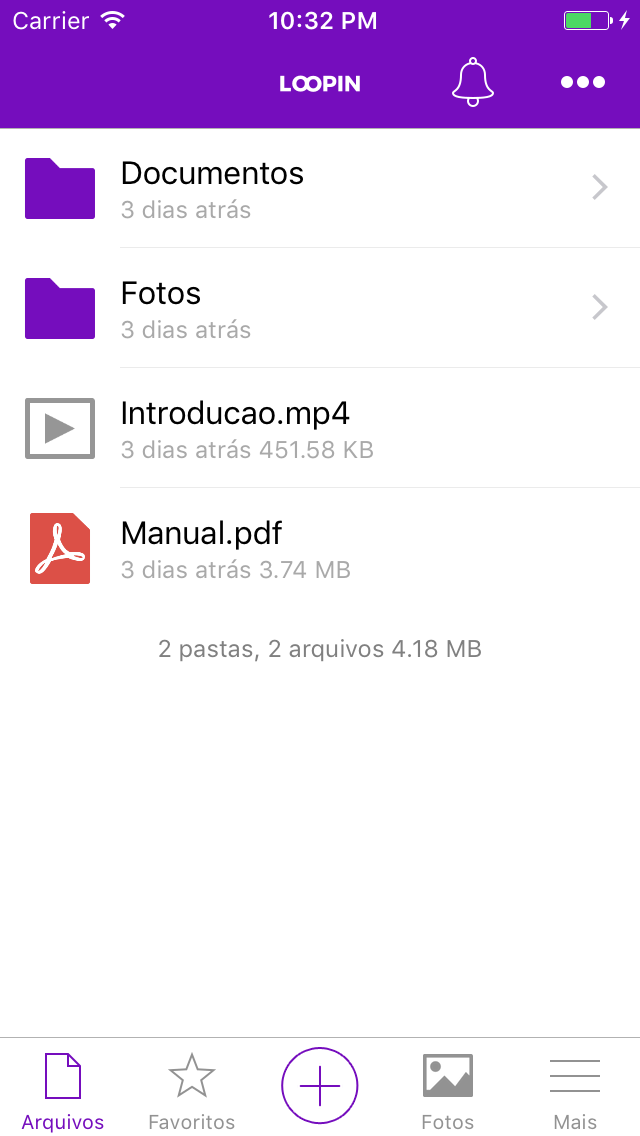 Carrier 10:32 PM
LOOPIN
Documentos
3 dias atrás
Fotos
3 dias atrás
Introducao.mp4
3 dias atrás 451.58 KB
Manual.pdf
3 dias atrás 3.74 MB
2 pastas, 2 arquivos 4.18 MB
Arquivos Favoritos Fotos Mais